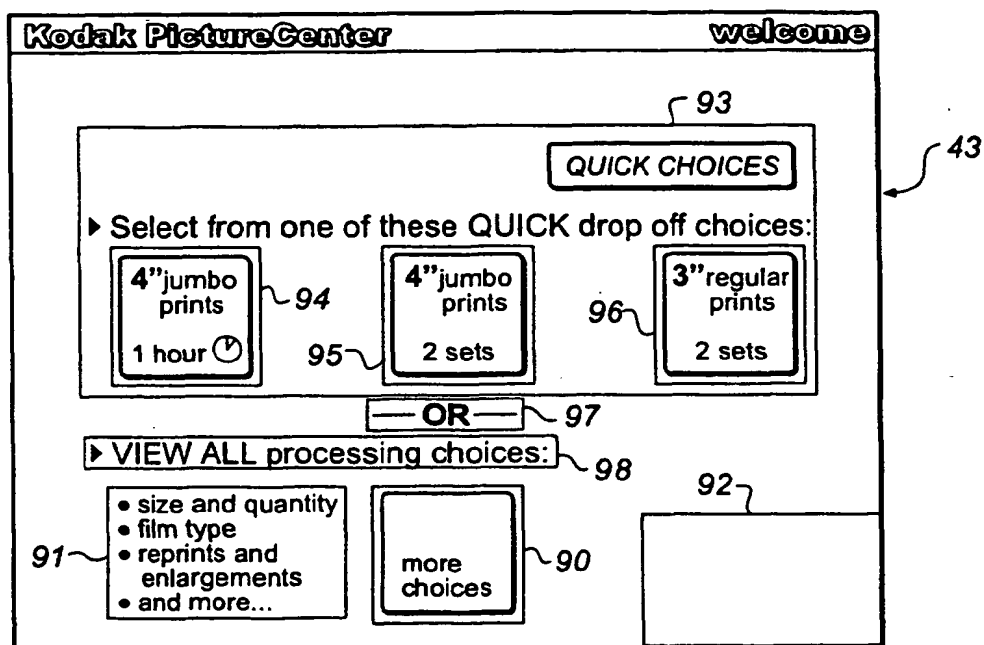 Kodak PictureCenter welcome
93
QUICK CHOICES
43
▸ Select from one of these QUICK drop off choices:
4” jumbo
prints
1 hour
94
95
4” jumbo
prints
2 sets
96
3” regular
prints
2 sets
— OR —
97
▸ VIEW ALL processing choices:
98
92
91
• size and quantity
• film type
• reprints and
enlargements
• and more...
more
choices
90